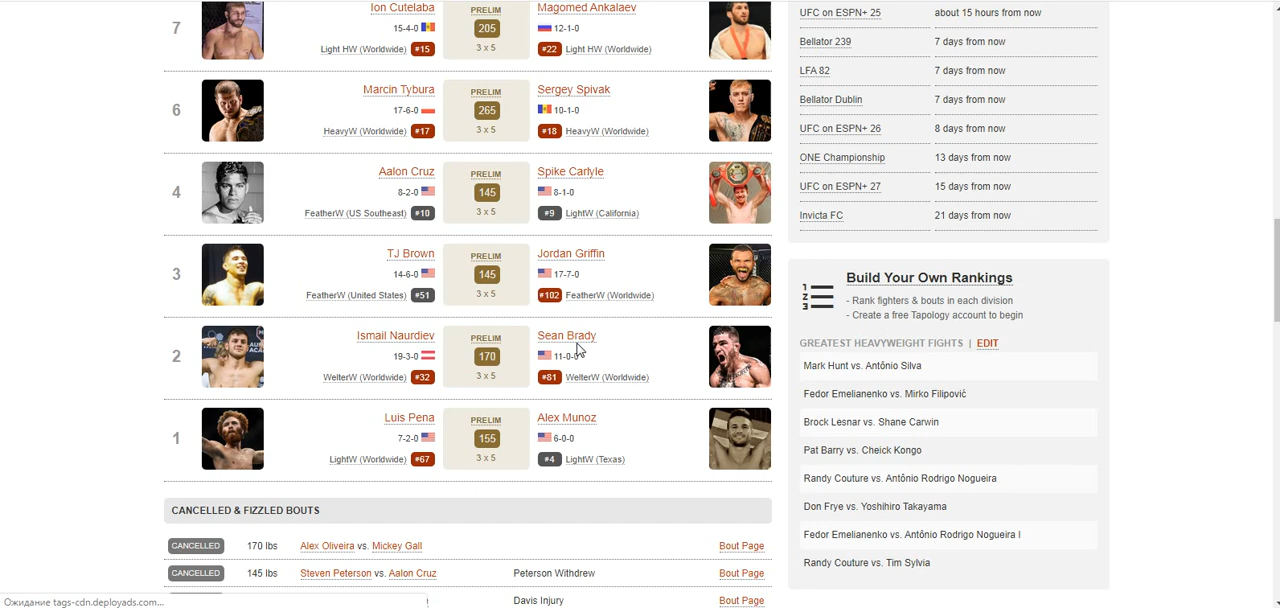 7
Ion Cutelaba
15-4-0
Light HW (Worldwide) #15
PRELIM
205
3 x 5
Magomed Ankalaev
12-1-0
#22 Light HW (Worldwide)
6
Marcin Tybura
17-6-0
HeavyW (Worldwide) #17
PRELIM
265
3 x 5
Sergey Spivak
10-1-0
#18 HeavyW (Worldwide)
4
Aalon Cruz
8-2-0
FeatherW (US Southeast) #10
PRELIM
145
3 x 5
Spike Carlyle
8-1-0
#9 LightW (California)
3
TJ Brown
14-6-0
FeatherW (United States) #51
PRELIM
145
3 x 5
Jordan Griffin
17-7-0
#102 FeatherW (Worldwide)
2
Ismail Naurdiev
19-3-0
WelterW (Worldwide) #32
PRELIM
170
3 x 5
Sean Brady
11-0-0
#81 WelterW (Worldwide)
1
Luis Pena
7-2-0
LightW (Worldwide) #67
PRELIM
155
3 x 5
Alex Munoz
6-0-0
#4 LightW (Texas)
CANCELLED & FIZZLED BOUTS
CANCELLED 170 lbs Alex Oliveira vs. Mickey Gall Bout Page
CANCELLED 145 lbs Steven Peterson vs. Aalon Cruz Peterson Withdrew Bout Page
Davis Injury Bout Page
Ожидание tags-cdn.deployads.com...
UFC on ESPN+ 25 about 15 hours from now
Bellator 239 7 days from now
LFA 82 7 days from now
Bellator Dublin 7 days from now
UFC on ESPN+ 26 8 days from now
ONE Championship 13 days from now
UFC on ESPN+ 27 15 days from now
Invicta FC 21 days from now
Build Your Own Rankings
- Rank fighters & bouts in each division
- Create a free Tapology account to begin
GREATEST HEAVYWEIGHT FIGHTS | EDIT
Mark Hunt vs. Antônio Silva
Fedor Emelianenko vs. Mirko Filipović
Brock Lesnar vs. Shane Carwin
Pat Barry vs. Cheick Kongo
Randy Couture vs. Antônio Rodrigo Nogueira
Don Frye vs. Yoshihiro Takayama
Fedor Emelianenko vs. Antônio Rodrigo Nogueira I
Randy Couture vs. Tim Sylvia